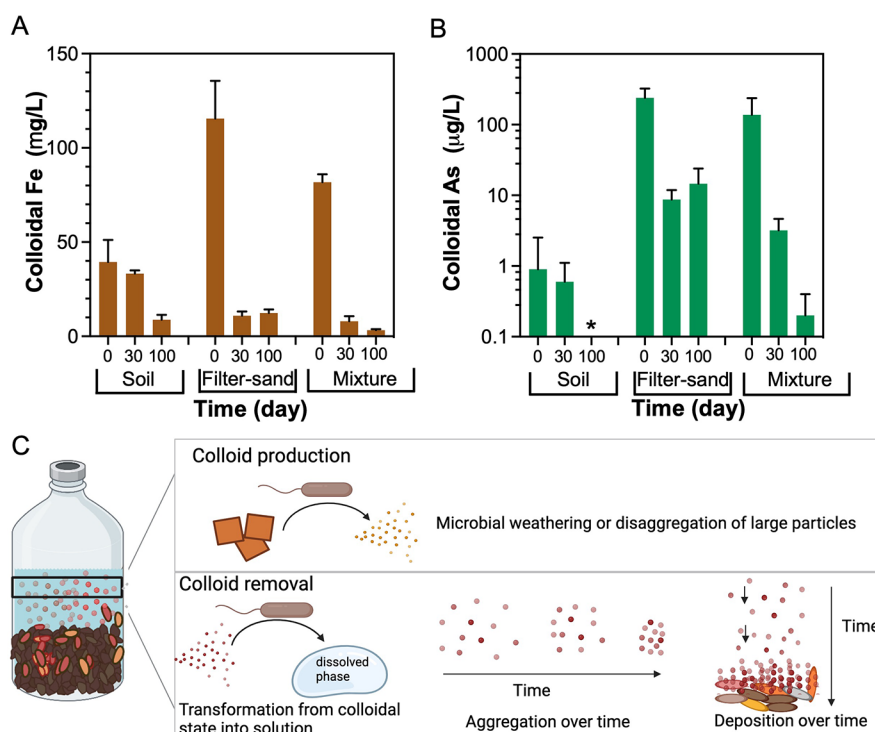 A
B
150
100
50
0
Colloidal Fe (mg/L)
0 30 100 0 30 100 0 30 100
Soil Filter-sand Mixture
Time (day)
1000
100
10
1
0.1
Colloidal As (µg/L)
*
0 30 100 0 30 100 0 30 100
Soil Filter-sand Mixture
Time (day)
C
Colloid production
Microbial weathering or disaggregation of large particles
Colloid removal
dissolved
phase
Transformation from colloidal
state into solution
Time
Aggregation over time
Time
Deposition over time